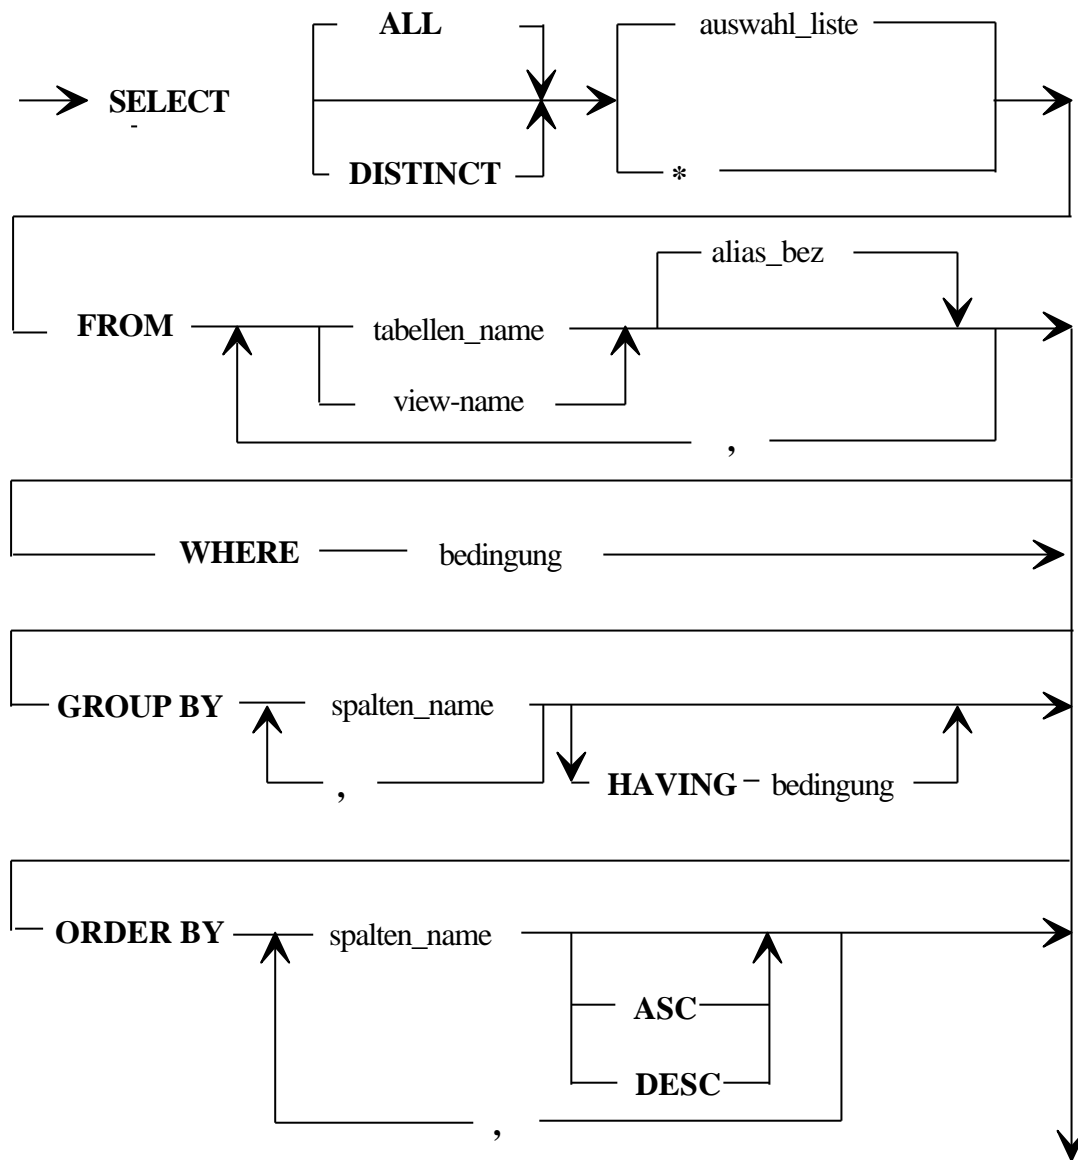 ALL auswahl_liste
SELECT
DISTINCT *
alias_bez
FROM tabellen_name
view-name
,
WHERE bedingung
GROUP BY spalten_name
, HAVING bedingung
ORDER BY spalten_name
ASC
DESC
,